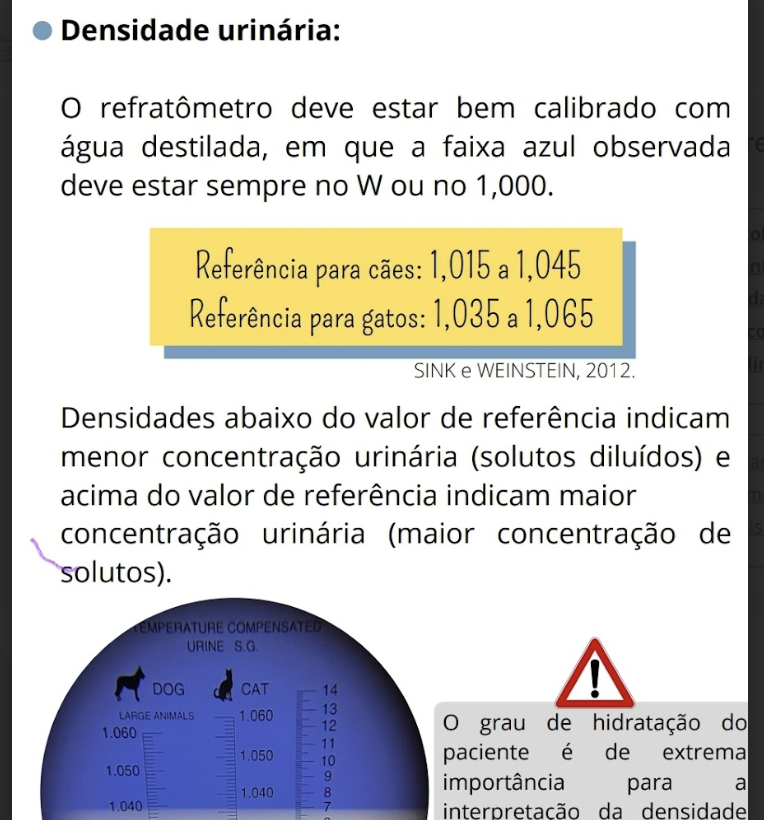 Densidade urinária:
O refratômetro deve estar bem calibrado com
água destilada, em que a faixa azul observada
deve estar sempre no W ou no 1,000.
Referência para cães: 1,015 a 1,045
Referência para gatos: 1,035 a 1,065
SINK e WEINSTEIN, 2012.
Densidades abaixo do valor de referência indicam
menor concentração urinária (solutos diluídos) e
acima do valor de referência indicam maior
concentração urinária (maior concentração de
solutos).
TEMPERATURE COMPENSATED
URINE S.G.
DOG
CAT
LARGE ANIMALS
1.060
1.050
1.040
1.060
1.050
1.040
14
13
12
11
10
9
8
7
!
O grau de hidratação do
paciente é de extrema
importância para a
interpretação da densidade